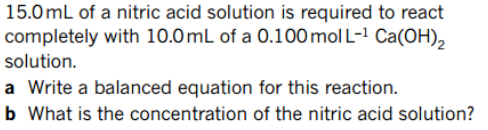 15.0 mL of a nitric acid solution is required to react
completely with 10.0 mL of a 0.100 mol L⁻¹ Ca(OH)₂
solution.
a Write a balanced equation for this reaction.
b What is the concentration of the nitric acid solution?